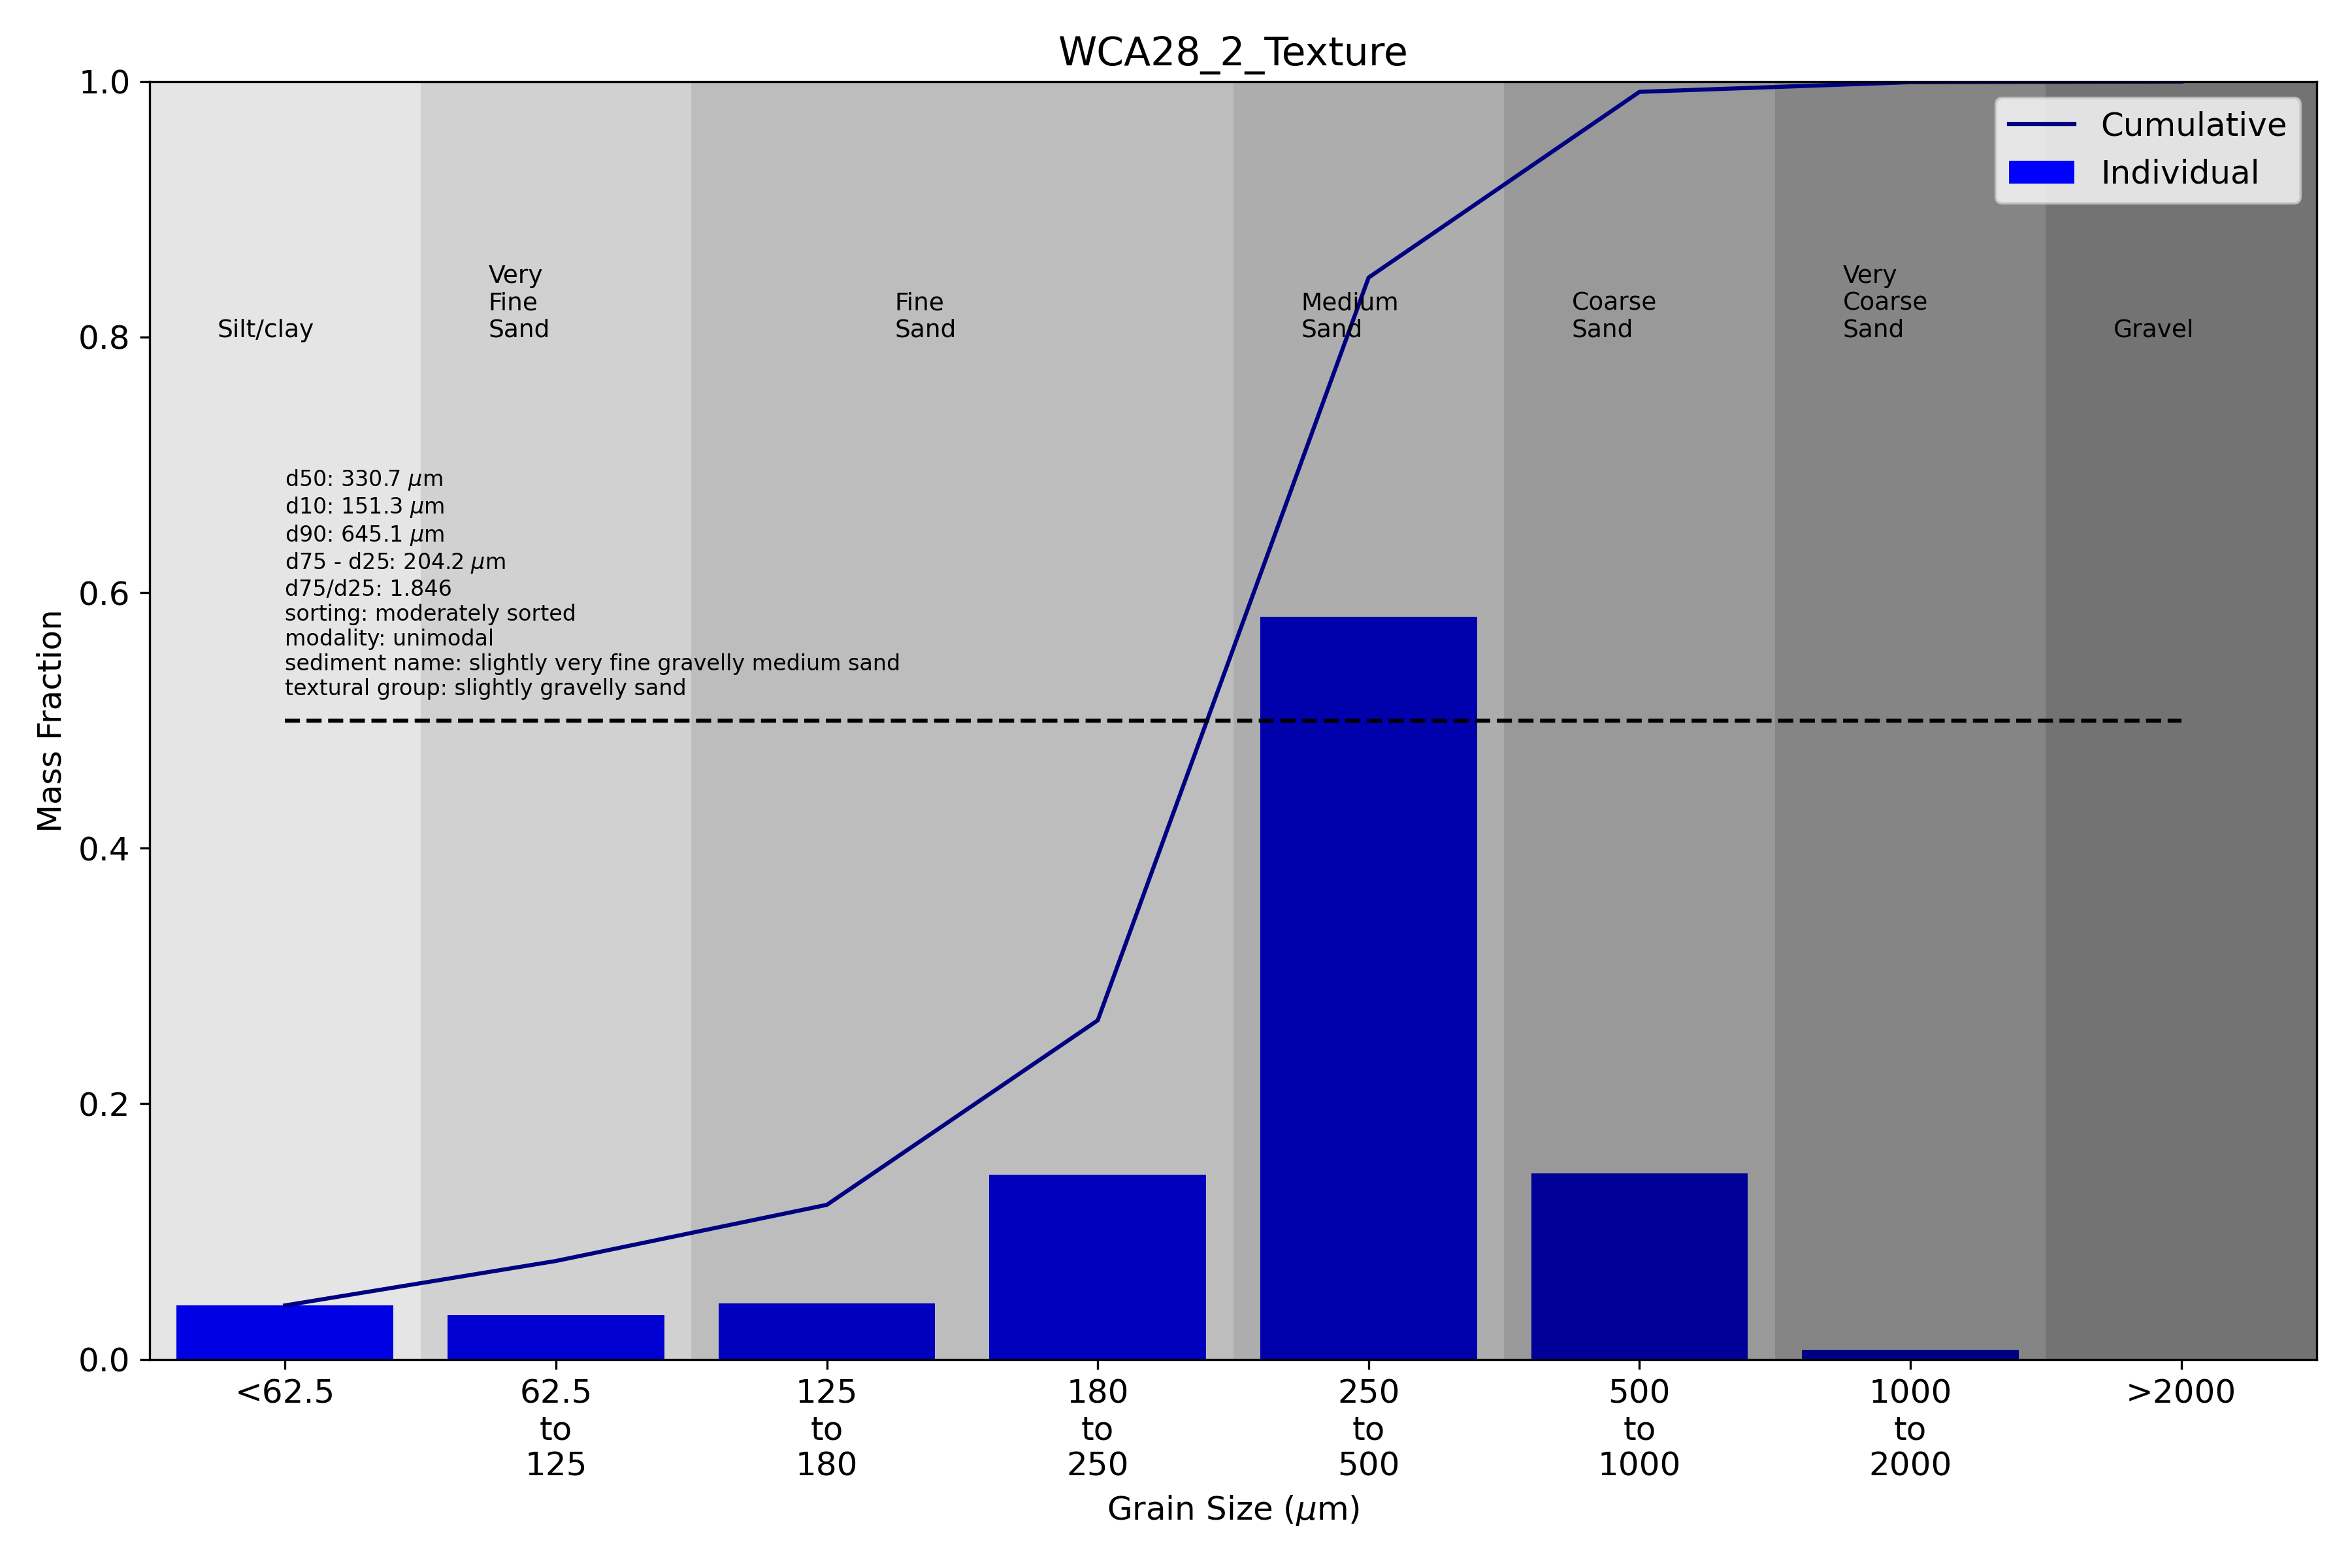 WCA28_2_Texture
1.0
0.8
0.6
0.4
0.2
0.0
Mass Fraction
Cumulative
Individual
Silt/clay
Very
Fine
Sand
Fine
Sand
Medium
Sand
Coarse
Sand
Very
Coarse
Sand
Gravel
d50: 330.7 μm
d10: 151.3 μm
d90: 645.1 μm
d75 - d25: 204.2 μm
d75/d25: 1.846
sorting: moderately sorted
modality: unimodal
sediment name: slightly very fine gravelly medium sand
textural group: slightly gravelly sand
<62.5
62.5
to
125
125
to
180
180
to
250
250
to
500
500
to
1000
1000
to
2000
>2000
Grain Size (μm)